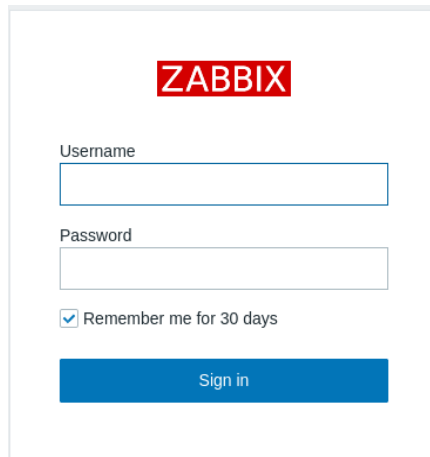 ZABBIX
Username
Password
Remember me for 30 days
Sign in